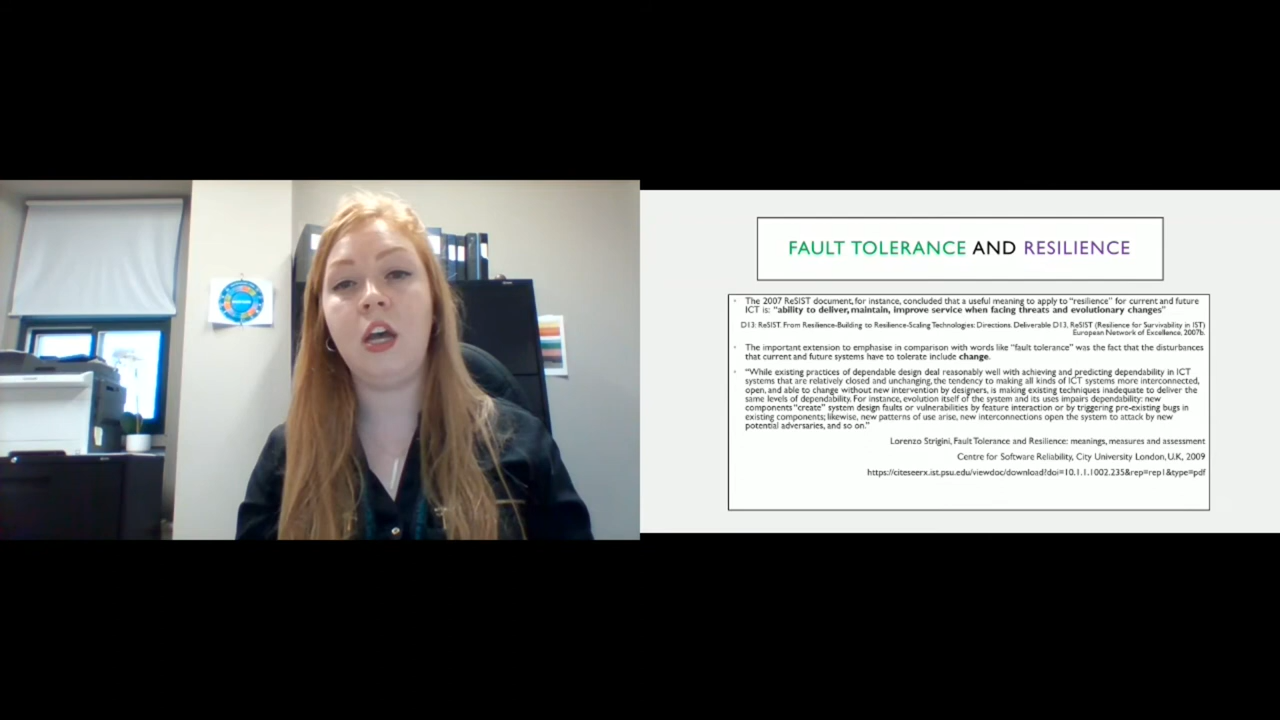 FAULT TOLERANCE AND RESILIENCE
• The 2007 ReSIST document, for instance, concluded that a useful meaning to apply to “resilience” for current and future
ICT is: “ability to deliver, maintain, improve service when facing threats and evolutionary changes”
D13: ReSIST. From Resilience-Building to Resilience-Scaling Technologies: Directions. Deliverable D13, ReSIST (Resilience for Survivability in IST)
European Network of Excellence, 2007b.
• The important extension to emphasise in comparison with words like “fault tolerance” was the fact that the disturbances
that current and future systems have to tolerate include change.
• “While existing practices of dependable design deal reasonably well with achieving and predicting dependability in ICT
systems that are relatively closed and unchanging, the tendency to making all kinds of ICT systems more interconnected,
open, and able to change without new intervention by designers, is making existing techniques inadequate to deliver the
same levels of dependability. For instance, evolution itself of the system and its uses impairs dependability: new
components “create” system design faults or vulnerabilities by feature interaction or by triggering pre-existing bugs in
existing components; likewise, new patterns of use arise, new interconnections open the system to attack by new
potential adversaries, and so on.”
Lorenzo Strigini, Fault Tolerance and Resilience: meanings, measures and assessment
Centre for Software Reliability, City University London, U.K, 2009
https://citeseerx.ist.psu.edu/viewdoc/download?doi=10.1.1.1002.235&rep=rep1&type=pdf